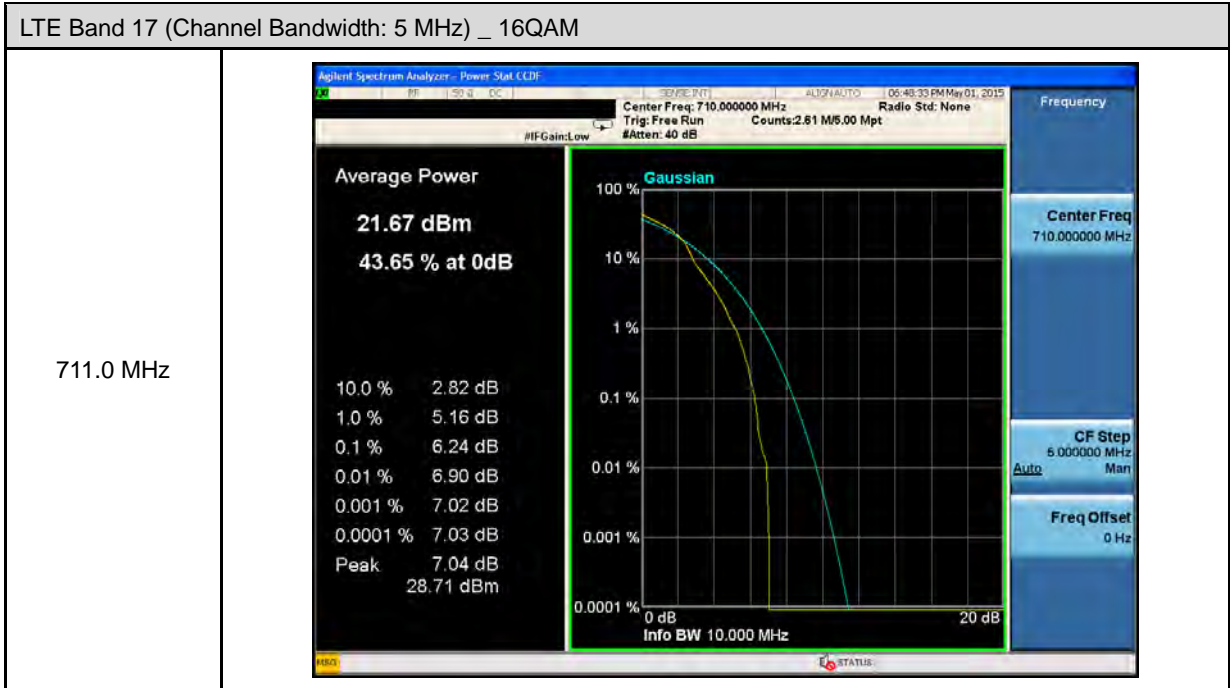 LTE Band 17 (Channel Bandwidth: 5 MHz) _ 16QAM
711.0 MHz
Agilent Spectrum Analyzer - Power Stat CCDF
RF 50 Ω DC SENSE:INT ALIGN AUTO 06:48:33 PM May 01, 2015
Center Freq: 710.000000 MHz Radio Std: None
Trig: Free Run Counts:2.61 M/5.00 Mpt
#IFGain:Low #Atten: 40 dB
Average Power
21.67 dBm
43.65 % at 0dB
10.0 % 2.82 dB
1.0 % 5.16 dB
0.1 % 6.24 dB
0.01 % 6.90 dB
0.001 % 7.02 dB
0.0001 % 7.03 dB
Peak 7.04 dB
28.71 dBm
Gaussian
100 %
10 %
1 %
0.1 %
0.01 %
0.001 %
0.0001 %
0 dB 20 dB
Info BW 10.000 MHz
Frequency
Center Freq
710.000000 MHz
CF Step
5.000000 MHz
Auto Man
Freq Offset
0 Hz
MSG STATUS